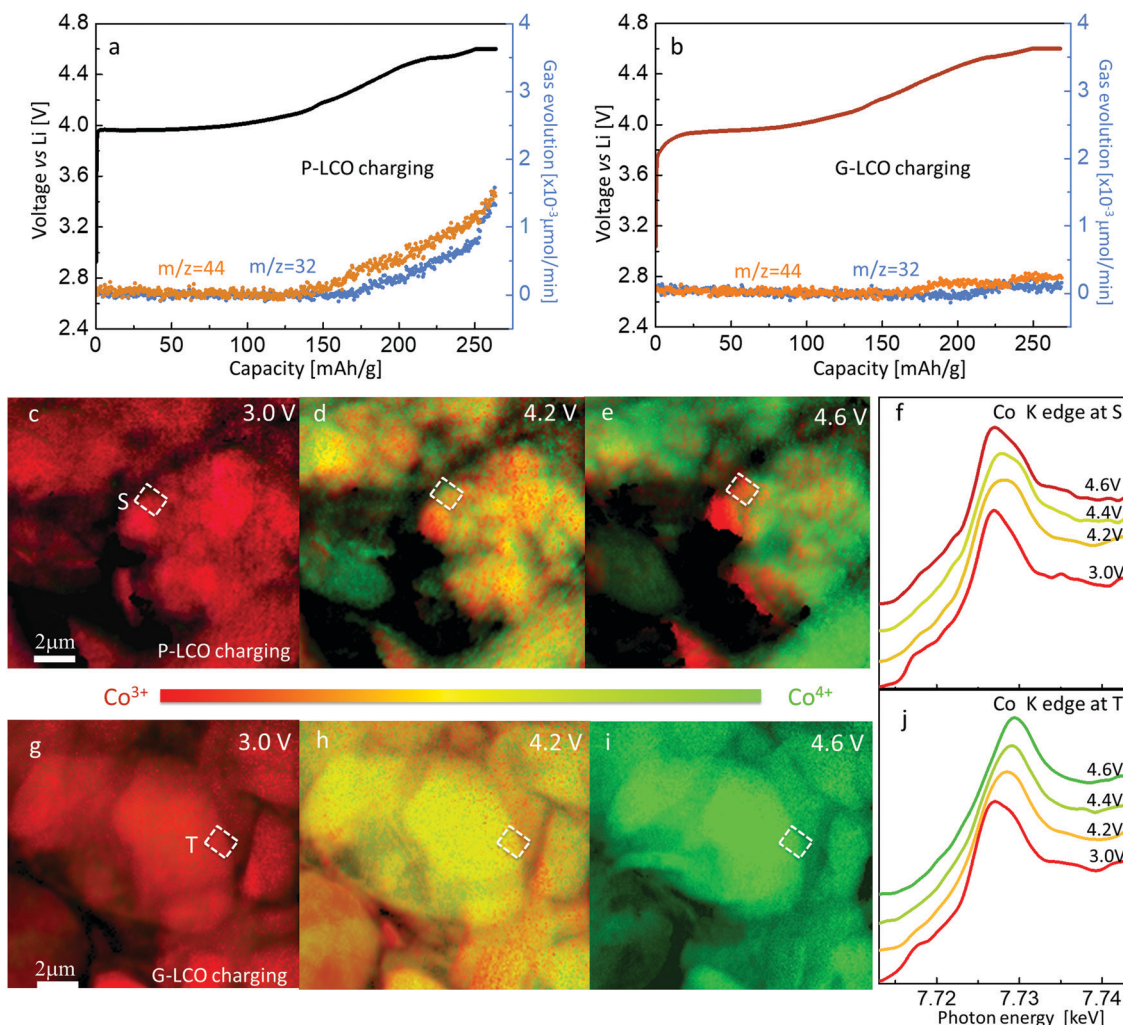 a
P-LCO charging
m/z=44 m/z=32
Voltage vs Li [V]
4.8
4.4
4.0
3.6
3.2
2.8
2.4
0 50 100 150 200 250
Capacity [mAh/g]
4
3
2
1
0
Gas evolution [x10⁻³ μmol/min]
b
G-LCO charging
m/z=44 m/z=32
Voltage vs Li [V]
4.8
4.4
4.0
3.6
3.2
2.8
2.4
0 50 100 150 200 250
Capacity [mAh/g]
4
3
2
1
0
Gas evolution [x10⁻³ μmol/min]
c 3.0 V
S
2μm
P-LCO charging
d 4.2 V
e 4.6 V
f Co K edge at S
4.6V
4.4V
4.2V
3.0V
Co³⁺ Co⁴⁺
g 3.0 V
T
2μm
G-LCO charging
h 4.2 V
i 4.6 V
j Co K edge at T
4.6V
4.4V
4.2V
3.0V
7.72 7.73 7.74
Photon energy [keV]